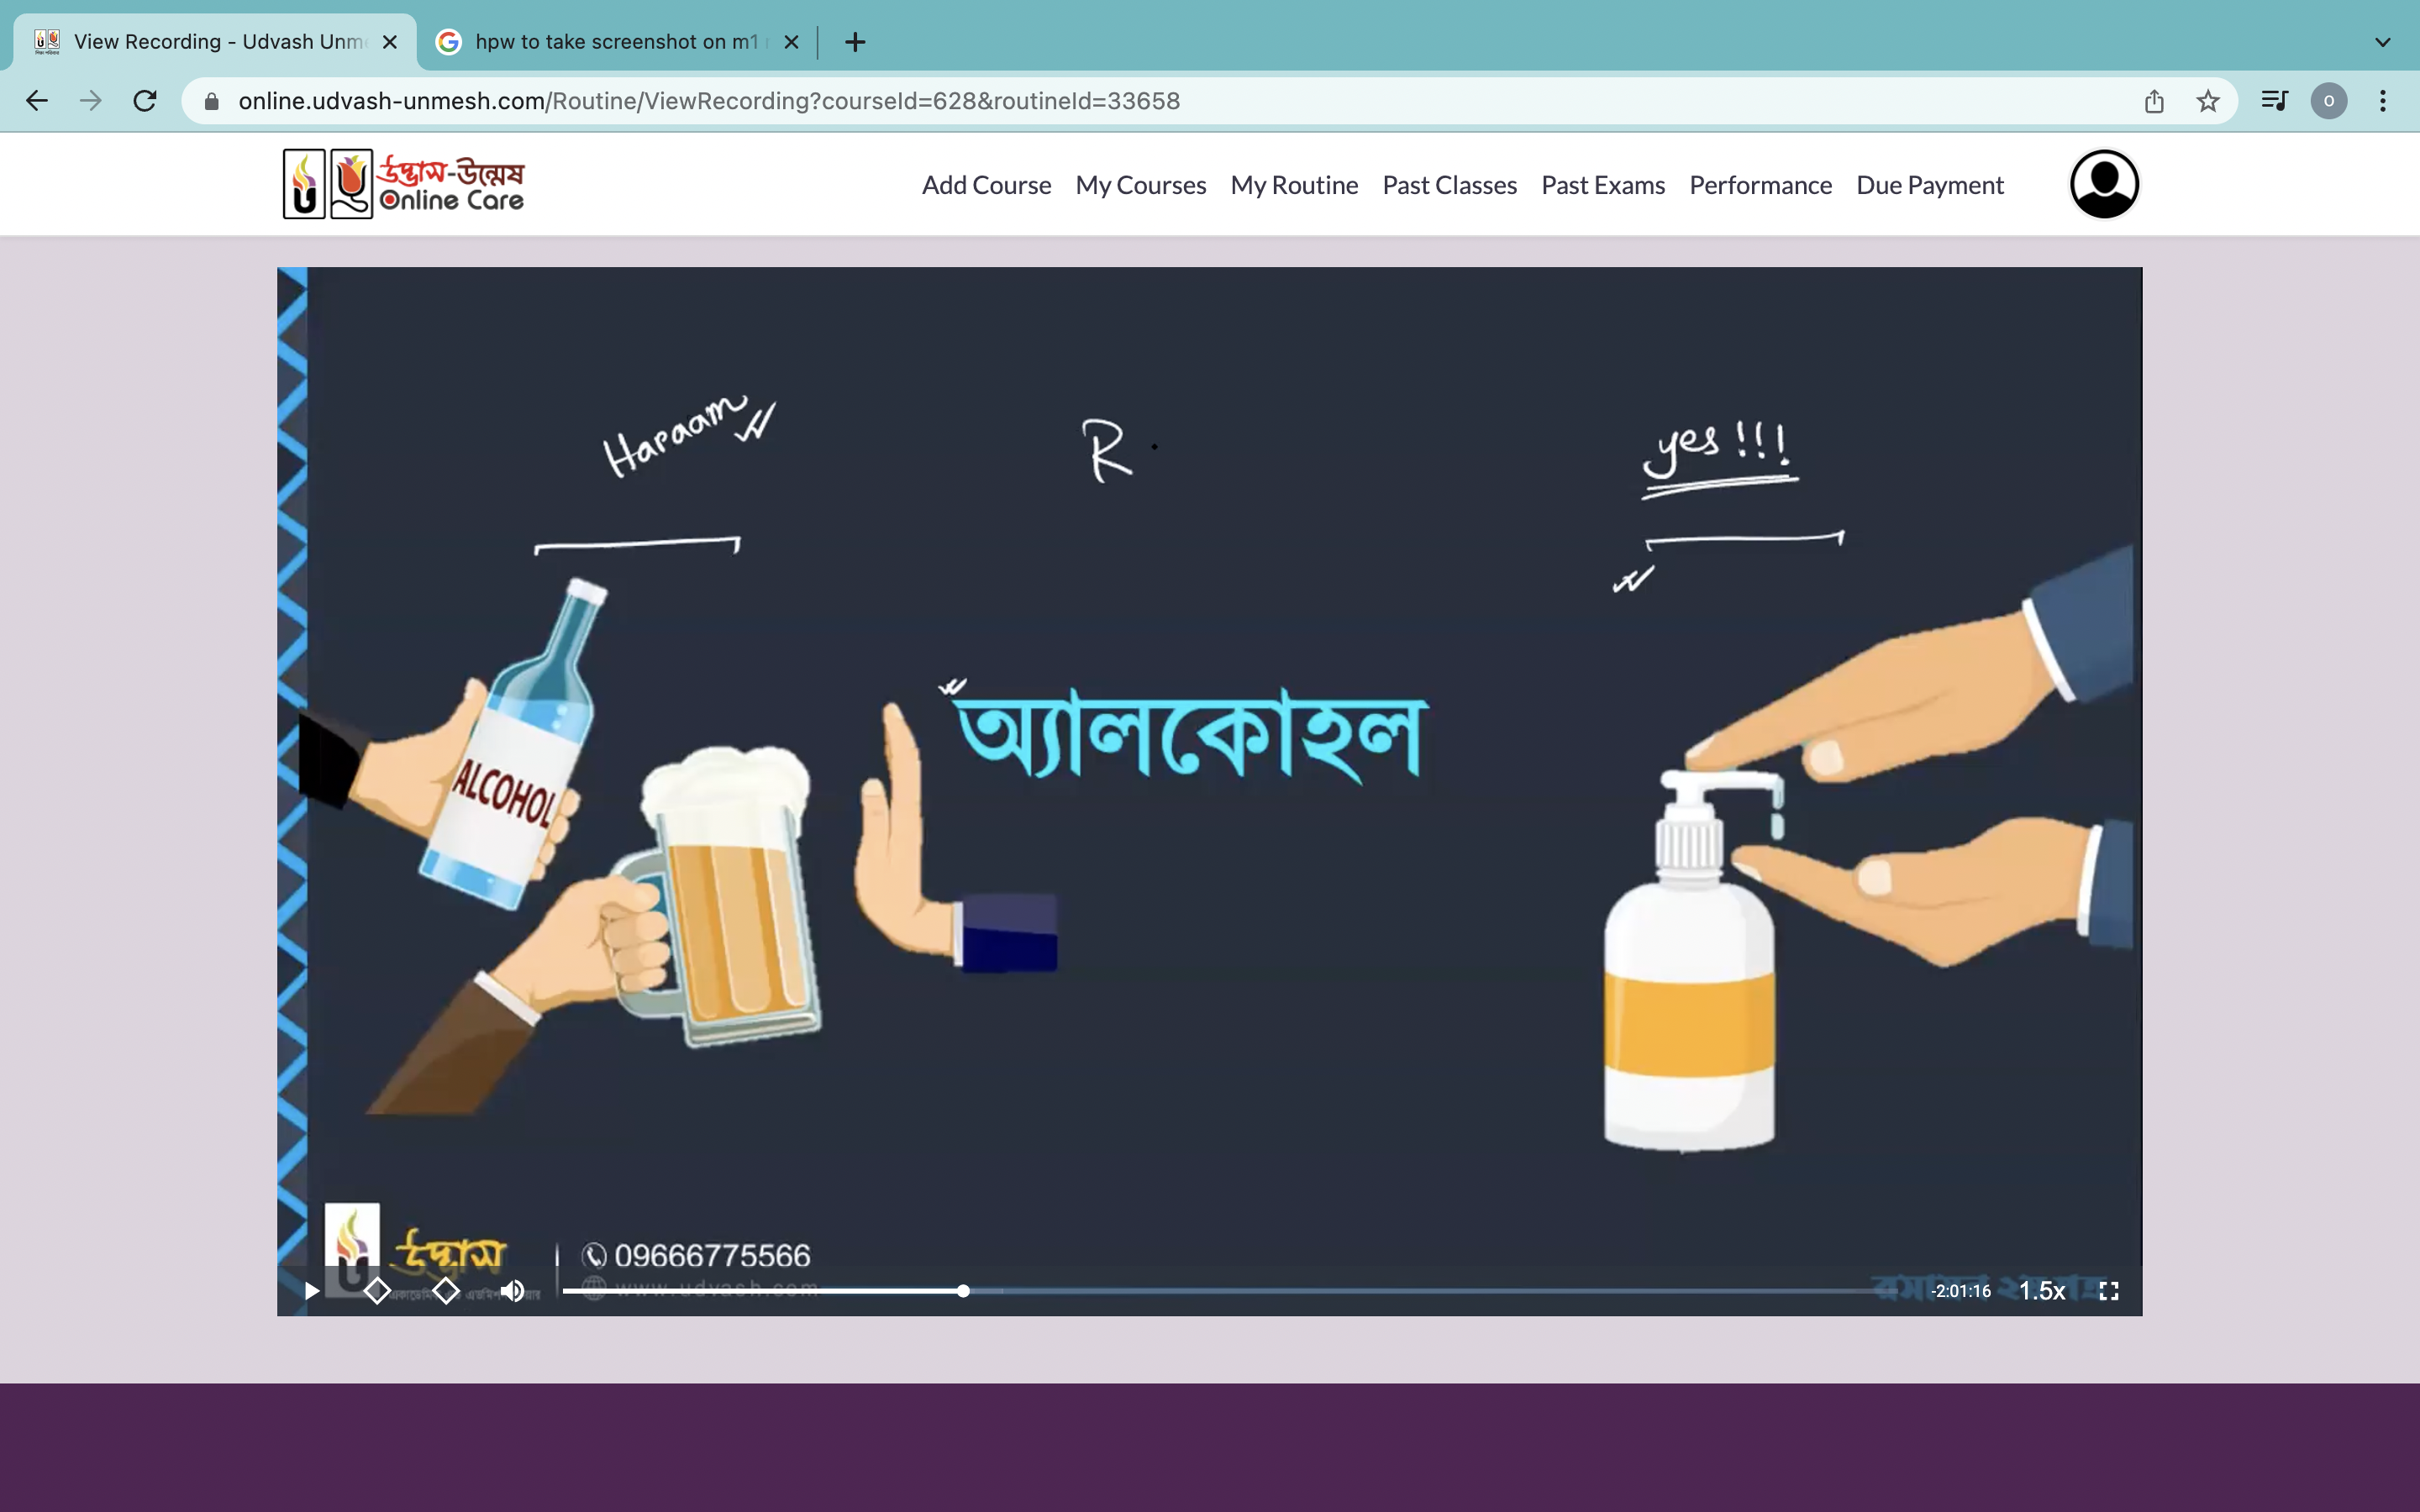 View Recording - Udvash Unm
hpw to take screenshot on m1
online.udvash-unmesh.com/Routine/ViewRecording?courseId=628&routineId=33658
O
উদ্ভাস-উন্মেষ
Online Care
Add Course My Courses My Routine Past Classes Past Exams Performance Due Payment
Haraam
R
yes!!!
অ্যালকোহল
ALCOHOL
উদ্ভাস
09666775566
www.udvash.com
-2:01:16 1.5x